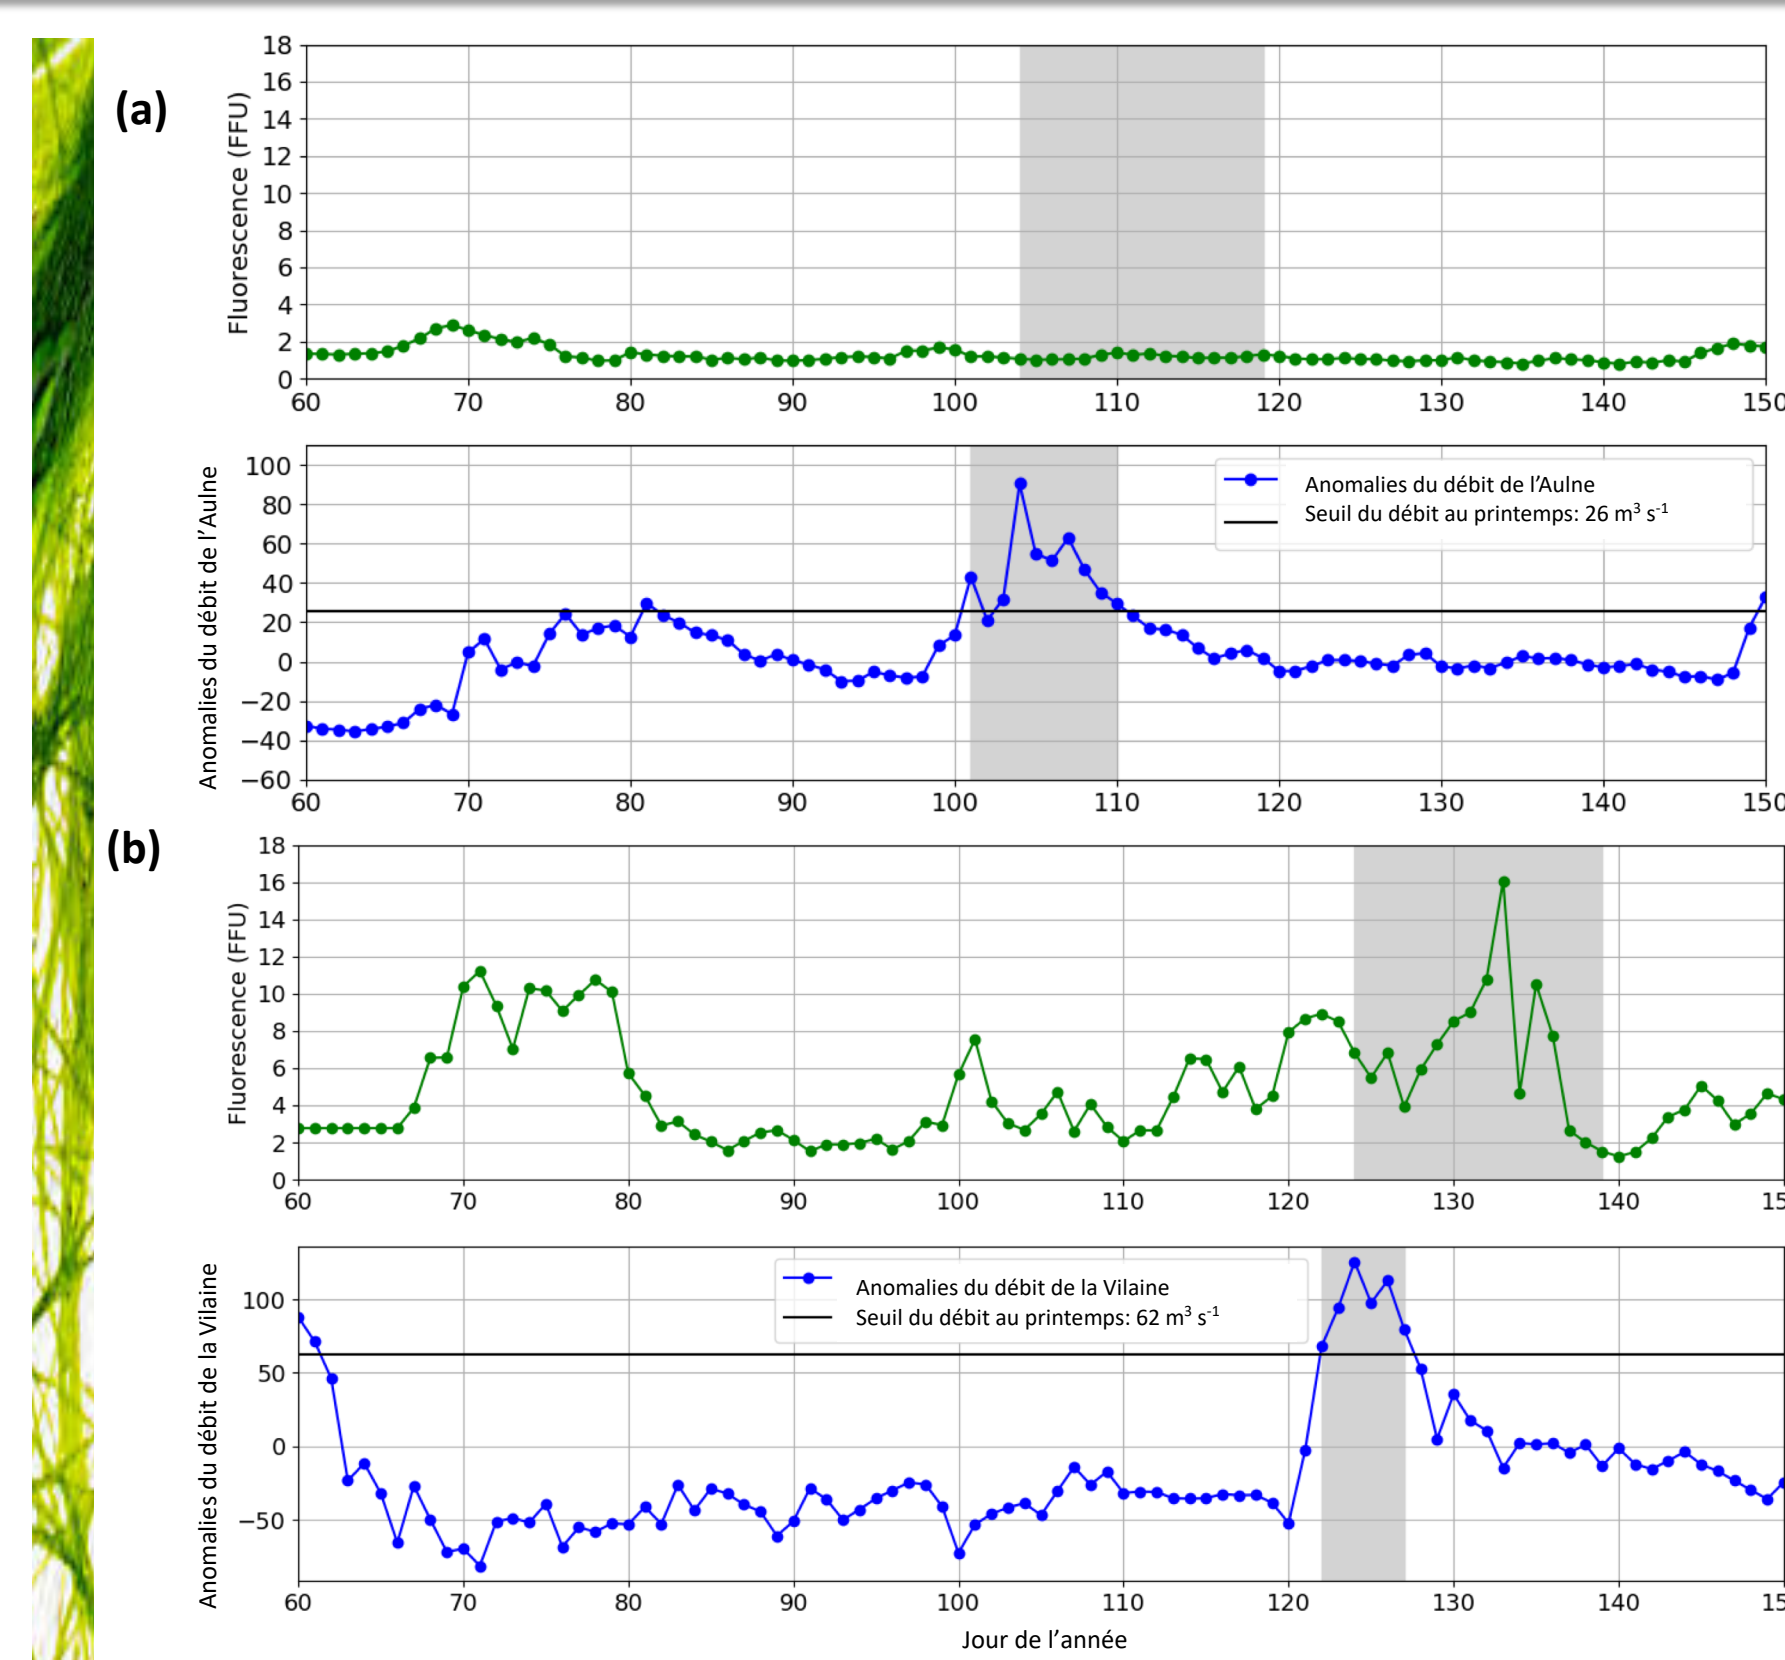 (a)
Fluorescence (FFU)
18
16
14
12
10
8
6
4
2
0
60 70 80 90 100 110 120 130 140 150
Anomalies du débit de l'Aulne
100
80
60
40
20
0
−20
−40
−60
Anomalies du débit de l'Aulne
Seuil du débit au printemps: 26 m³ s⁻¹
60 70 80 90 100 110 120 130 140 150
(b)
Fluorescence (FFU)
18
16
14
12
10
8
6
4
2
0
60 70 80 90 100 110 120 130 140 15
Anomalies du débit de la Vilaine
100
50
0
−50
Anomalies du débit de la Vilaine
Seuil du débit au printemps: 62 m³ s⁻¹
60 70 80 90 100 110 120 130 140 15
Jour de l'année